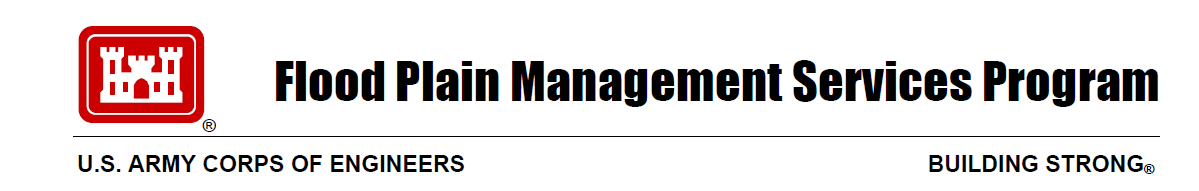 Flood Plain Management Services Program
®
U.S. ARMY CORPS OF ENGINEERS BUILDING STRONG®